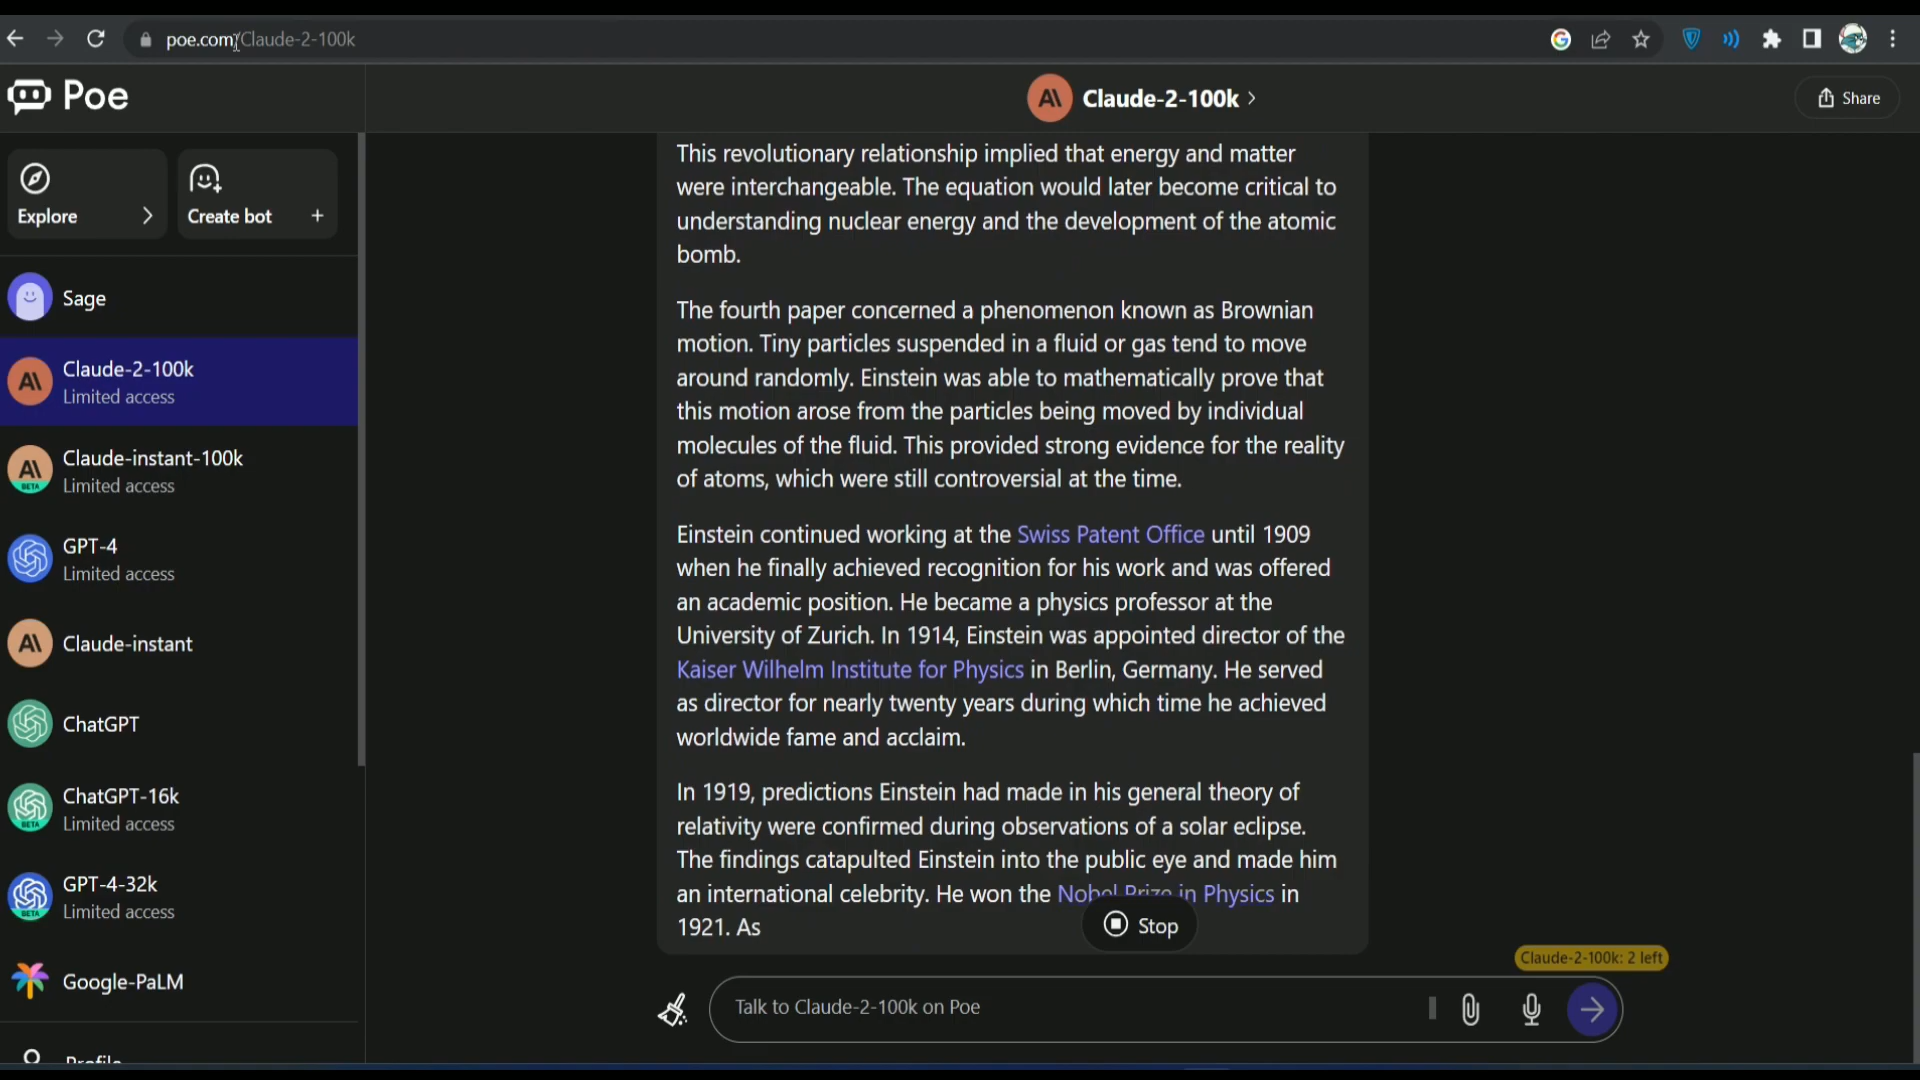 poe.com/Claude-2-100k
Poe
Claude-2-100k
Share
Explore
Create bot
Sage
Claude-2-100k
Limited access
Claude-instant-100k
Limited access
BETA
GPT-4
Limited access
Claude-instant
ChatGPT
ChatGPT-16k
Limited access
BETA
GPT-4-32k
Limited access
BETA
Google-PaLM
Profile
This revolutionary relationship implied that energy and matter
were interchangeable. The equation would later become critical to
understanding nuclear energy and the development of the atomic
bomb.
The fourth paper concerned a phenomenon known as Brownian
motion. Tiny particles suspended in a fluid or gas tend to move
around randomly. Einstein was able to mathematically prove that
this motion arose from the particles being moved by individual
molecules of the fluid. This provided strong evidence for the reality
of atoms, which were still controversial at the time.
Einstein continued working at the Swiss Patent Office until 1909
when he finally achieved recognition for his work and was offered
an academic position. He became a physics professor at the
University of Zurich. In 1914, Einstein was appointed director of the
Kaiser Wilhelm Institute for Physics in Berlin, Germany. He served
as director for nearly twenty years during which time he achieved
worldwide fame and acclaim.
In 1919, predictions Einstein had made in his general theory of
relativity were confirmed during observations of a solar eclipse.
The findings catapulted Einstein into the public eye and made him
an international celebrity. He won the Nobel Prize in Physics in
1921. As
Stop
Claude-2-100k: 2 left
Talk to Claude-2-100k on Poe